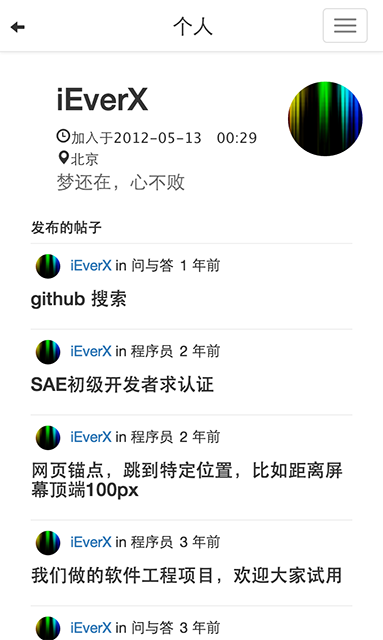 个人
iEverX
加入于2012-05-13 00:29
北京
梦还在，心不败
发布的帖子
iEverX in 问与答 1 年前
github 搜索
iEverX in 程序员 2 年前
SAE初级开发者求认证
iEverX in 程序员 2 年前
网页锚点，跳到特定位置，比如距离屏
幕顶端100px
iEverX in 程序员 3 年前
我们做的软件工程项目，欢迎大家试用
iEverX in 问与答 3 年前